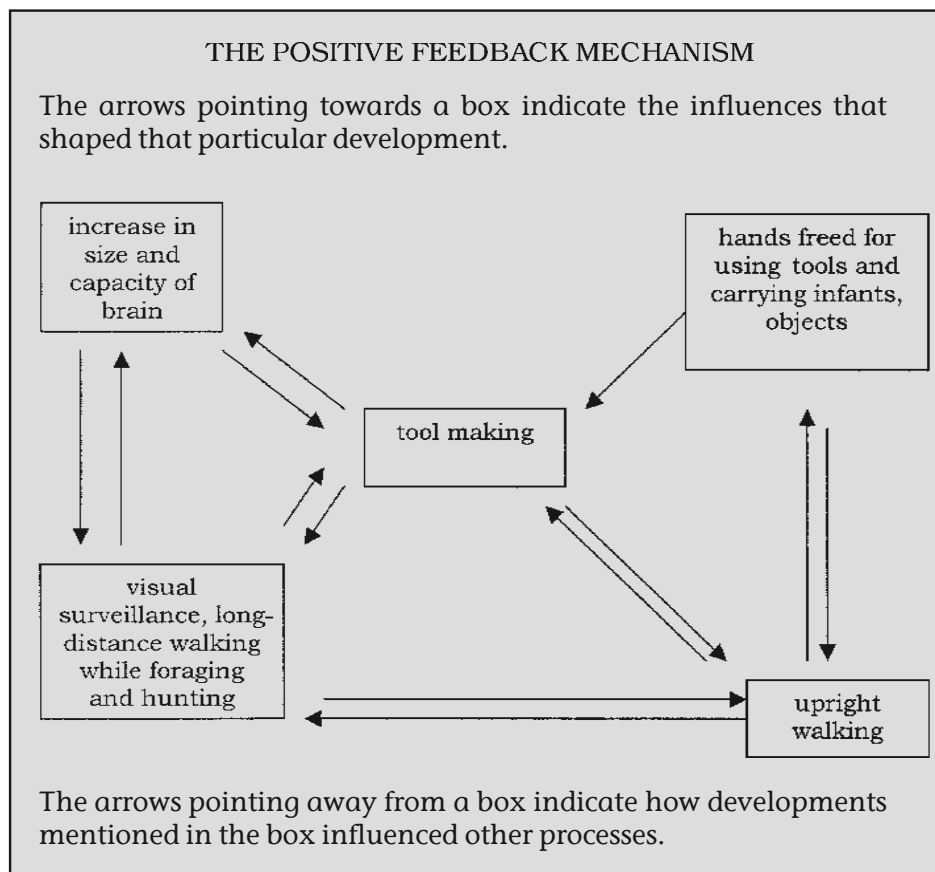 THE POSITIVE FEEDBACK MECHANISM
The arrows pointing towards a box indicate the influences that
shaped that particular development.
increase in
size and
capacity of
brain
hands freed for
using tools and
carrying infants,
objects
tool making
visual
surveillance, long-
distance walking
while foraging
and hunting
upright
walking
The arrows pointing away from a box indicate how developments
mentioned in the box influenced other processes.